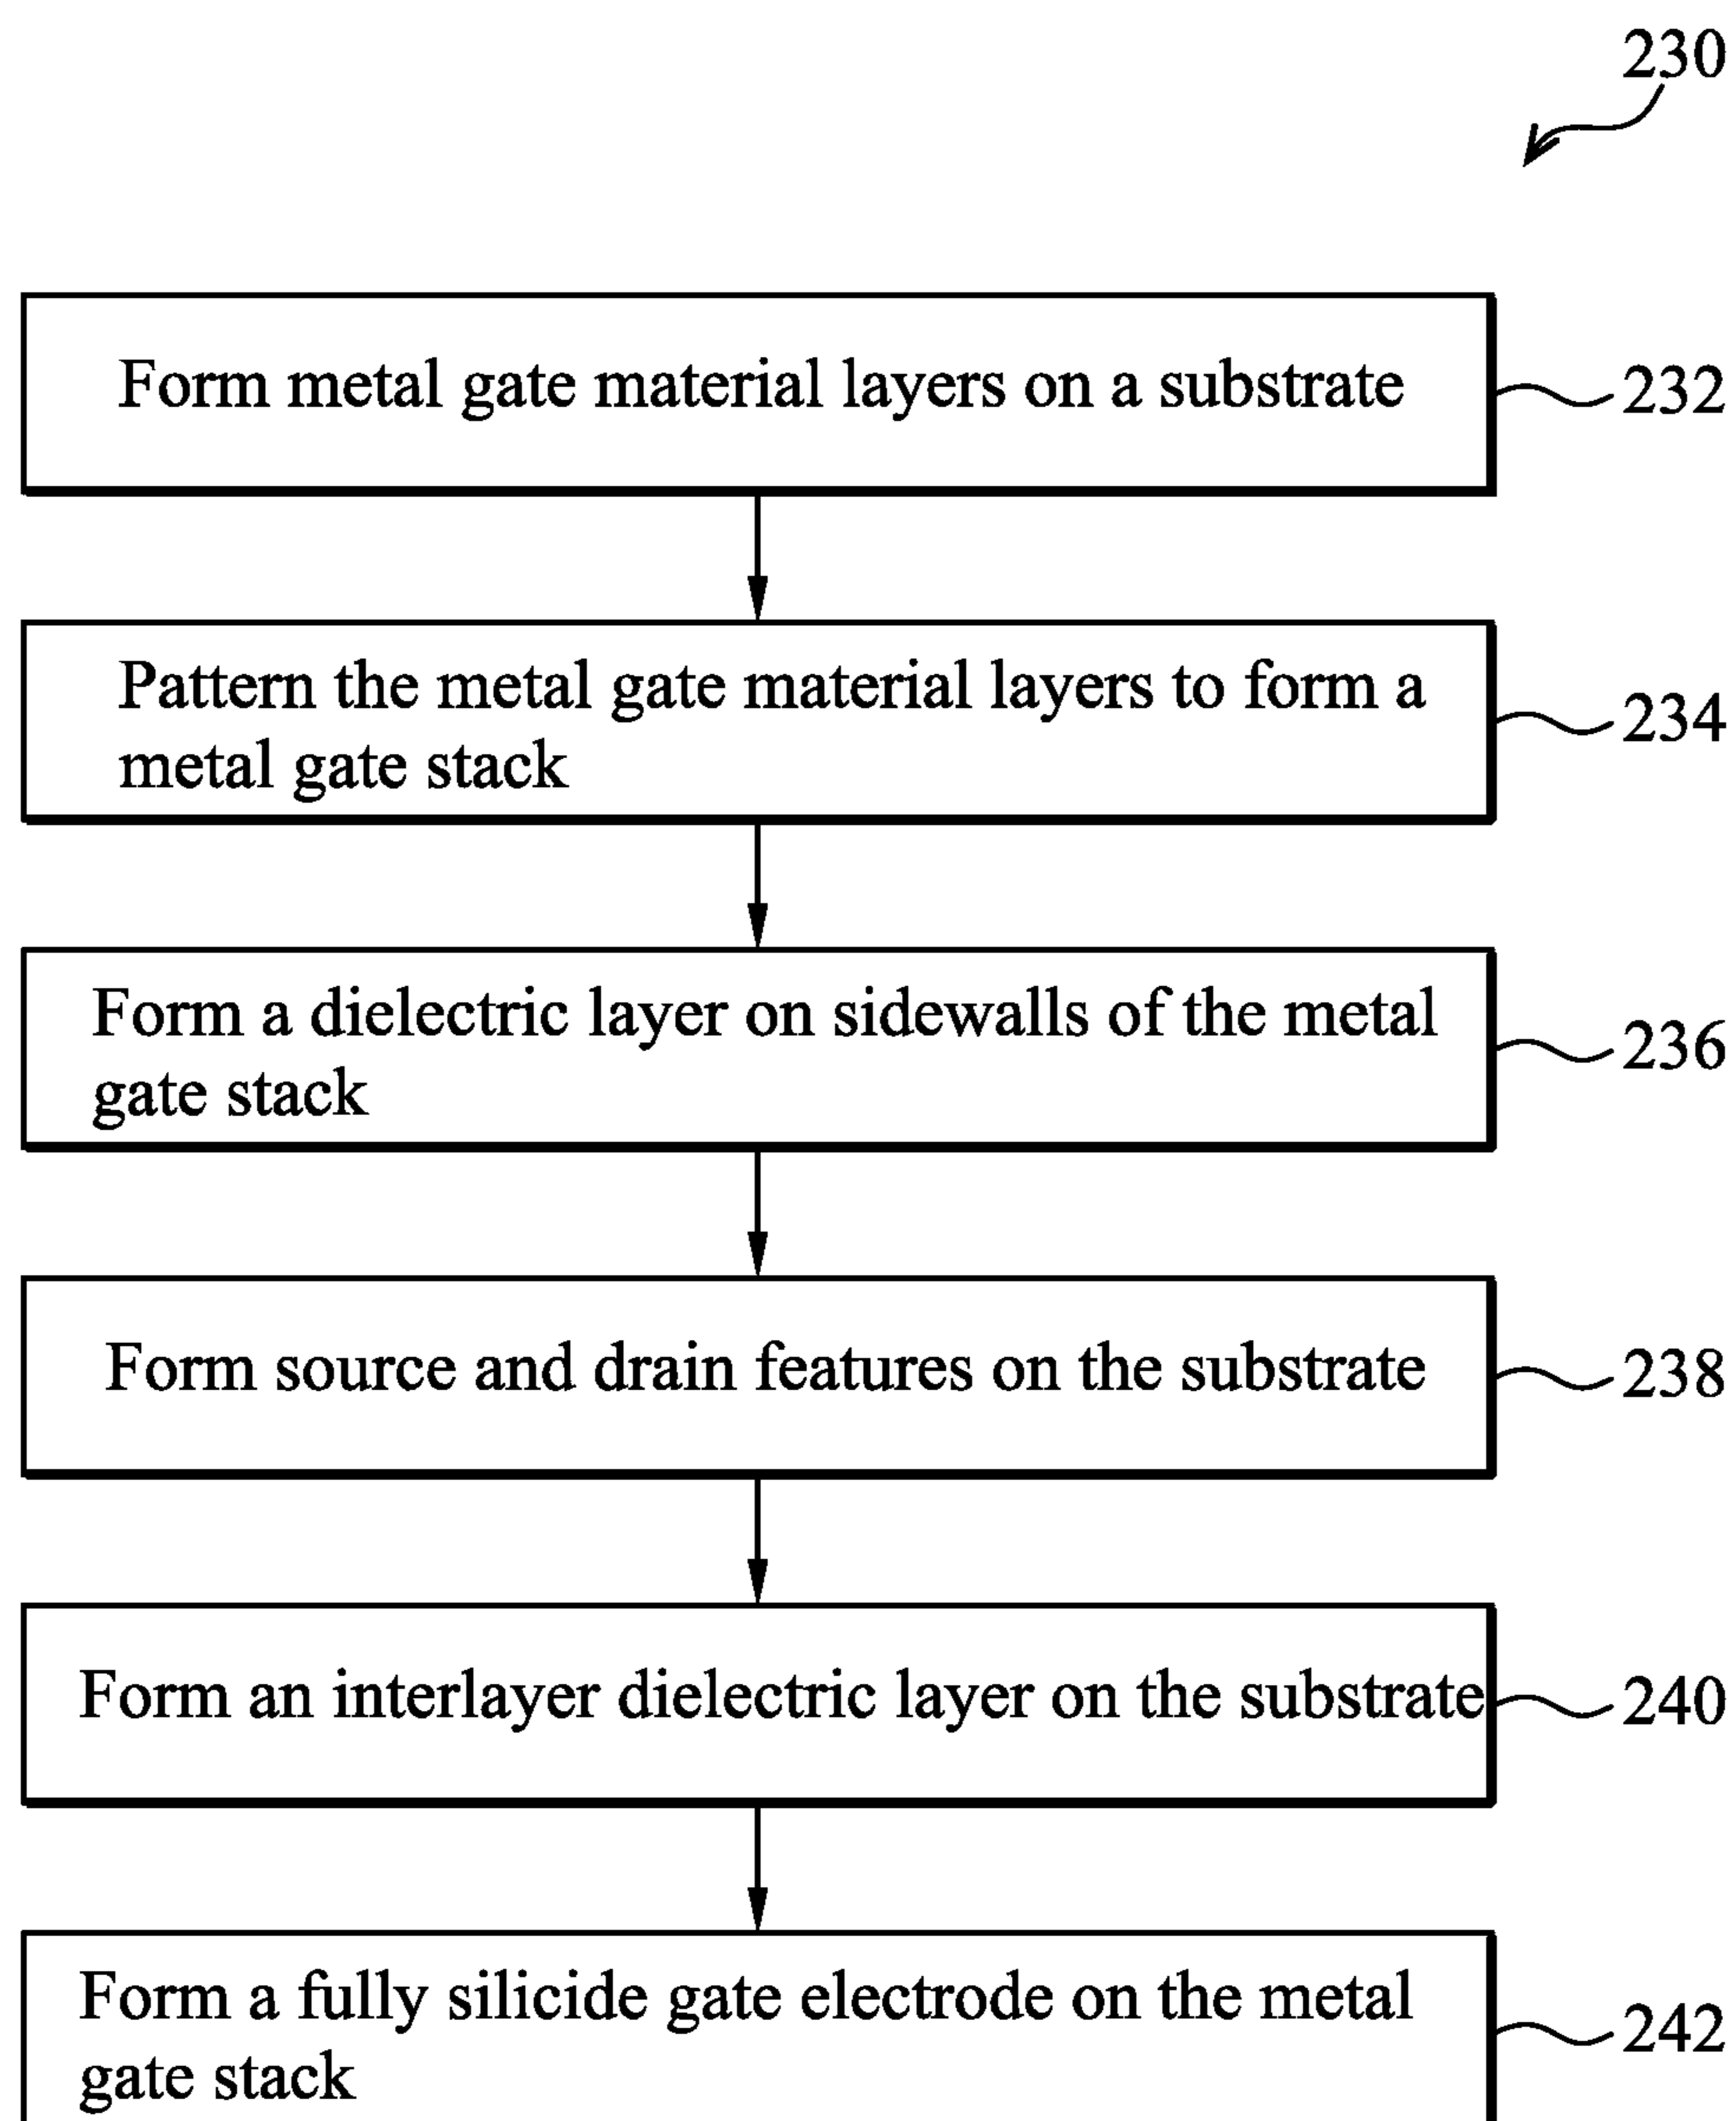 230
Form metal gate material layers on a substrate
232
Pattern the metal gate material layers to form a
metal gate stack
234
Form a dielectric layer on sidewalls of the metal
gate stack
236
Form source and drain features on the substrate
238
Form an interlayer dielectric layer on the substrate
240
Form a fully silicide gate electrode on the metal
gate stack
242